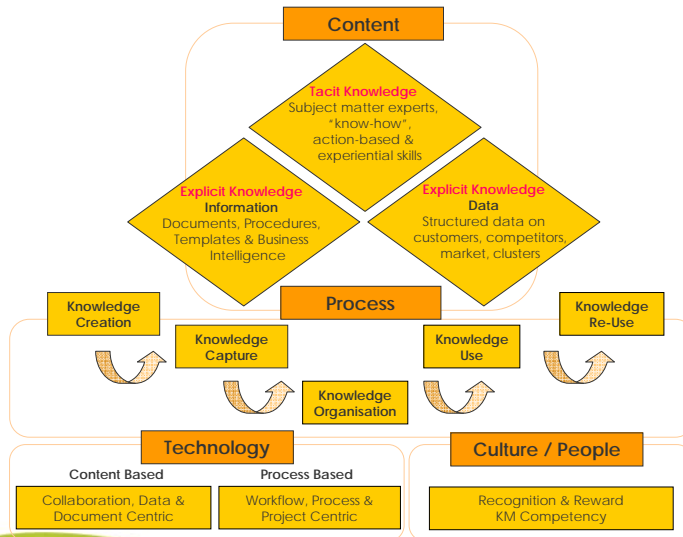 Content
Tacit Knowledge
Subject matter experts,
“know-how”,
action-based &
experiential skills
Explicit Knowledge
Information
Documents, Procedures,
Templates & Business
Intelligence
Explicit Knowledge
Data
Structured data on
customers, competitors,
market, clusters
Process
Knowledge
Creation
Knowledge
Capture
Knowledge
Organisation
Knowledge
Use
Knowledge
Re-Use
Technology
Content Based
Collaboration, Data &
Document Centric
Process Based
Workflow, Process &
Project Centric
Culture / People
Recognition & Reward
KM Competency